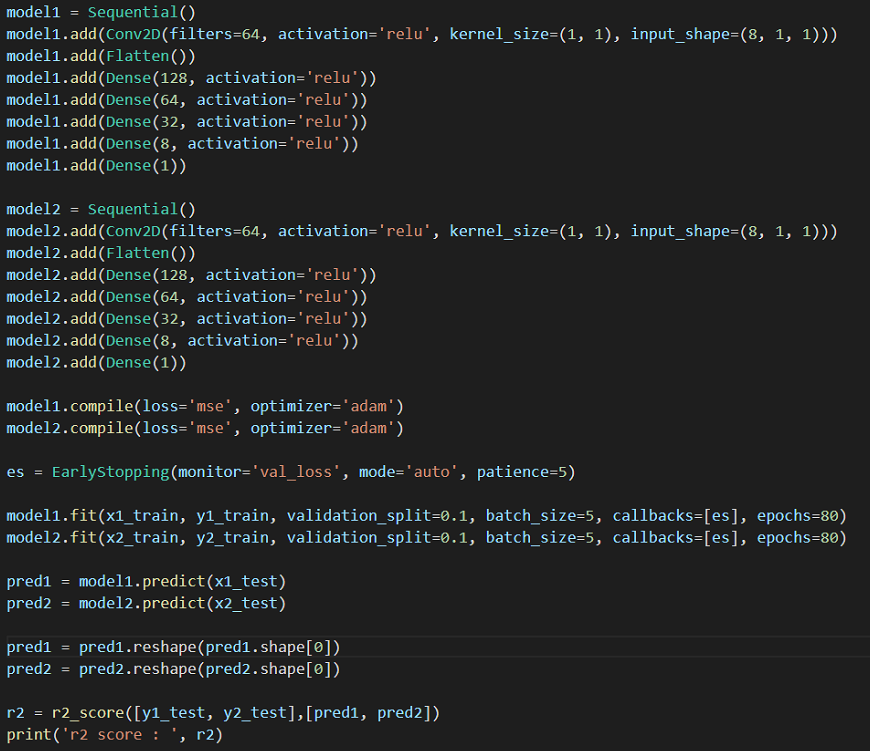 model1 = Sequential()
model1.add(Conv2D(filters=64, activation='relu', kernel_size=(1, 1), input_shape=(8, 1, 1)))
model1.add(Flatten())
model1.add(Dense(128, activation='relu'))
model1.add(Dense(64, activation='relu'))
model1.add(Dense(32, activation='relu'))
model1.add(Dense(8, activation='relu'))
model1.add(Dense(1))
model2 = Sequential()
model2.add(Conv2D(filters=64, activation='relu', kernel_size=(1, 1), input_shape=(8, 1, 1)))
model2.add(Flatten())
model2.add(Dense(128, activation='relu'))
model2.add(Dense(64, activation='relu'))
model2.add(Dense(32, activation='relu'))
model2.add(Dense(8, activation='relu'))
model2.add(Dense(1))
model1.compile(loss='mse', optimizer='adam')
model2.compile(loss='mse', optimizer='adam')
es = EarlyStopping(monitor='val_loss', mode='auto', patience=5)
model1.fit(x1_train, y1_train, validation_split=0.1, batch_size=5, callbacks=[es], epochs=80)
model2.fit(x2_train, y2_train, validation_split=0.1, batch_size=5, callbacks=[es], epochs=80)
pred1 = model1.predict(x1_test)
pred2 = model2.predict(x2_test)
pred1 = pred1.reshape(pred1.shape[0])
pred2 = pred2.reshape(pred2.shape[0])
r2 = r2_score([y1_test, y2_test],[pred1, pred2])
print('r2 score : ', r2)